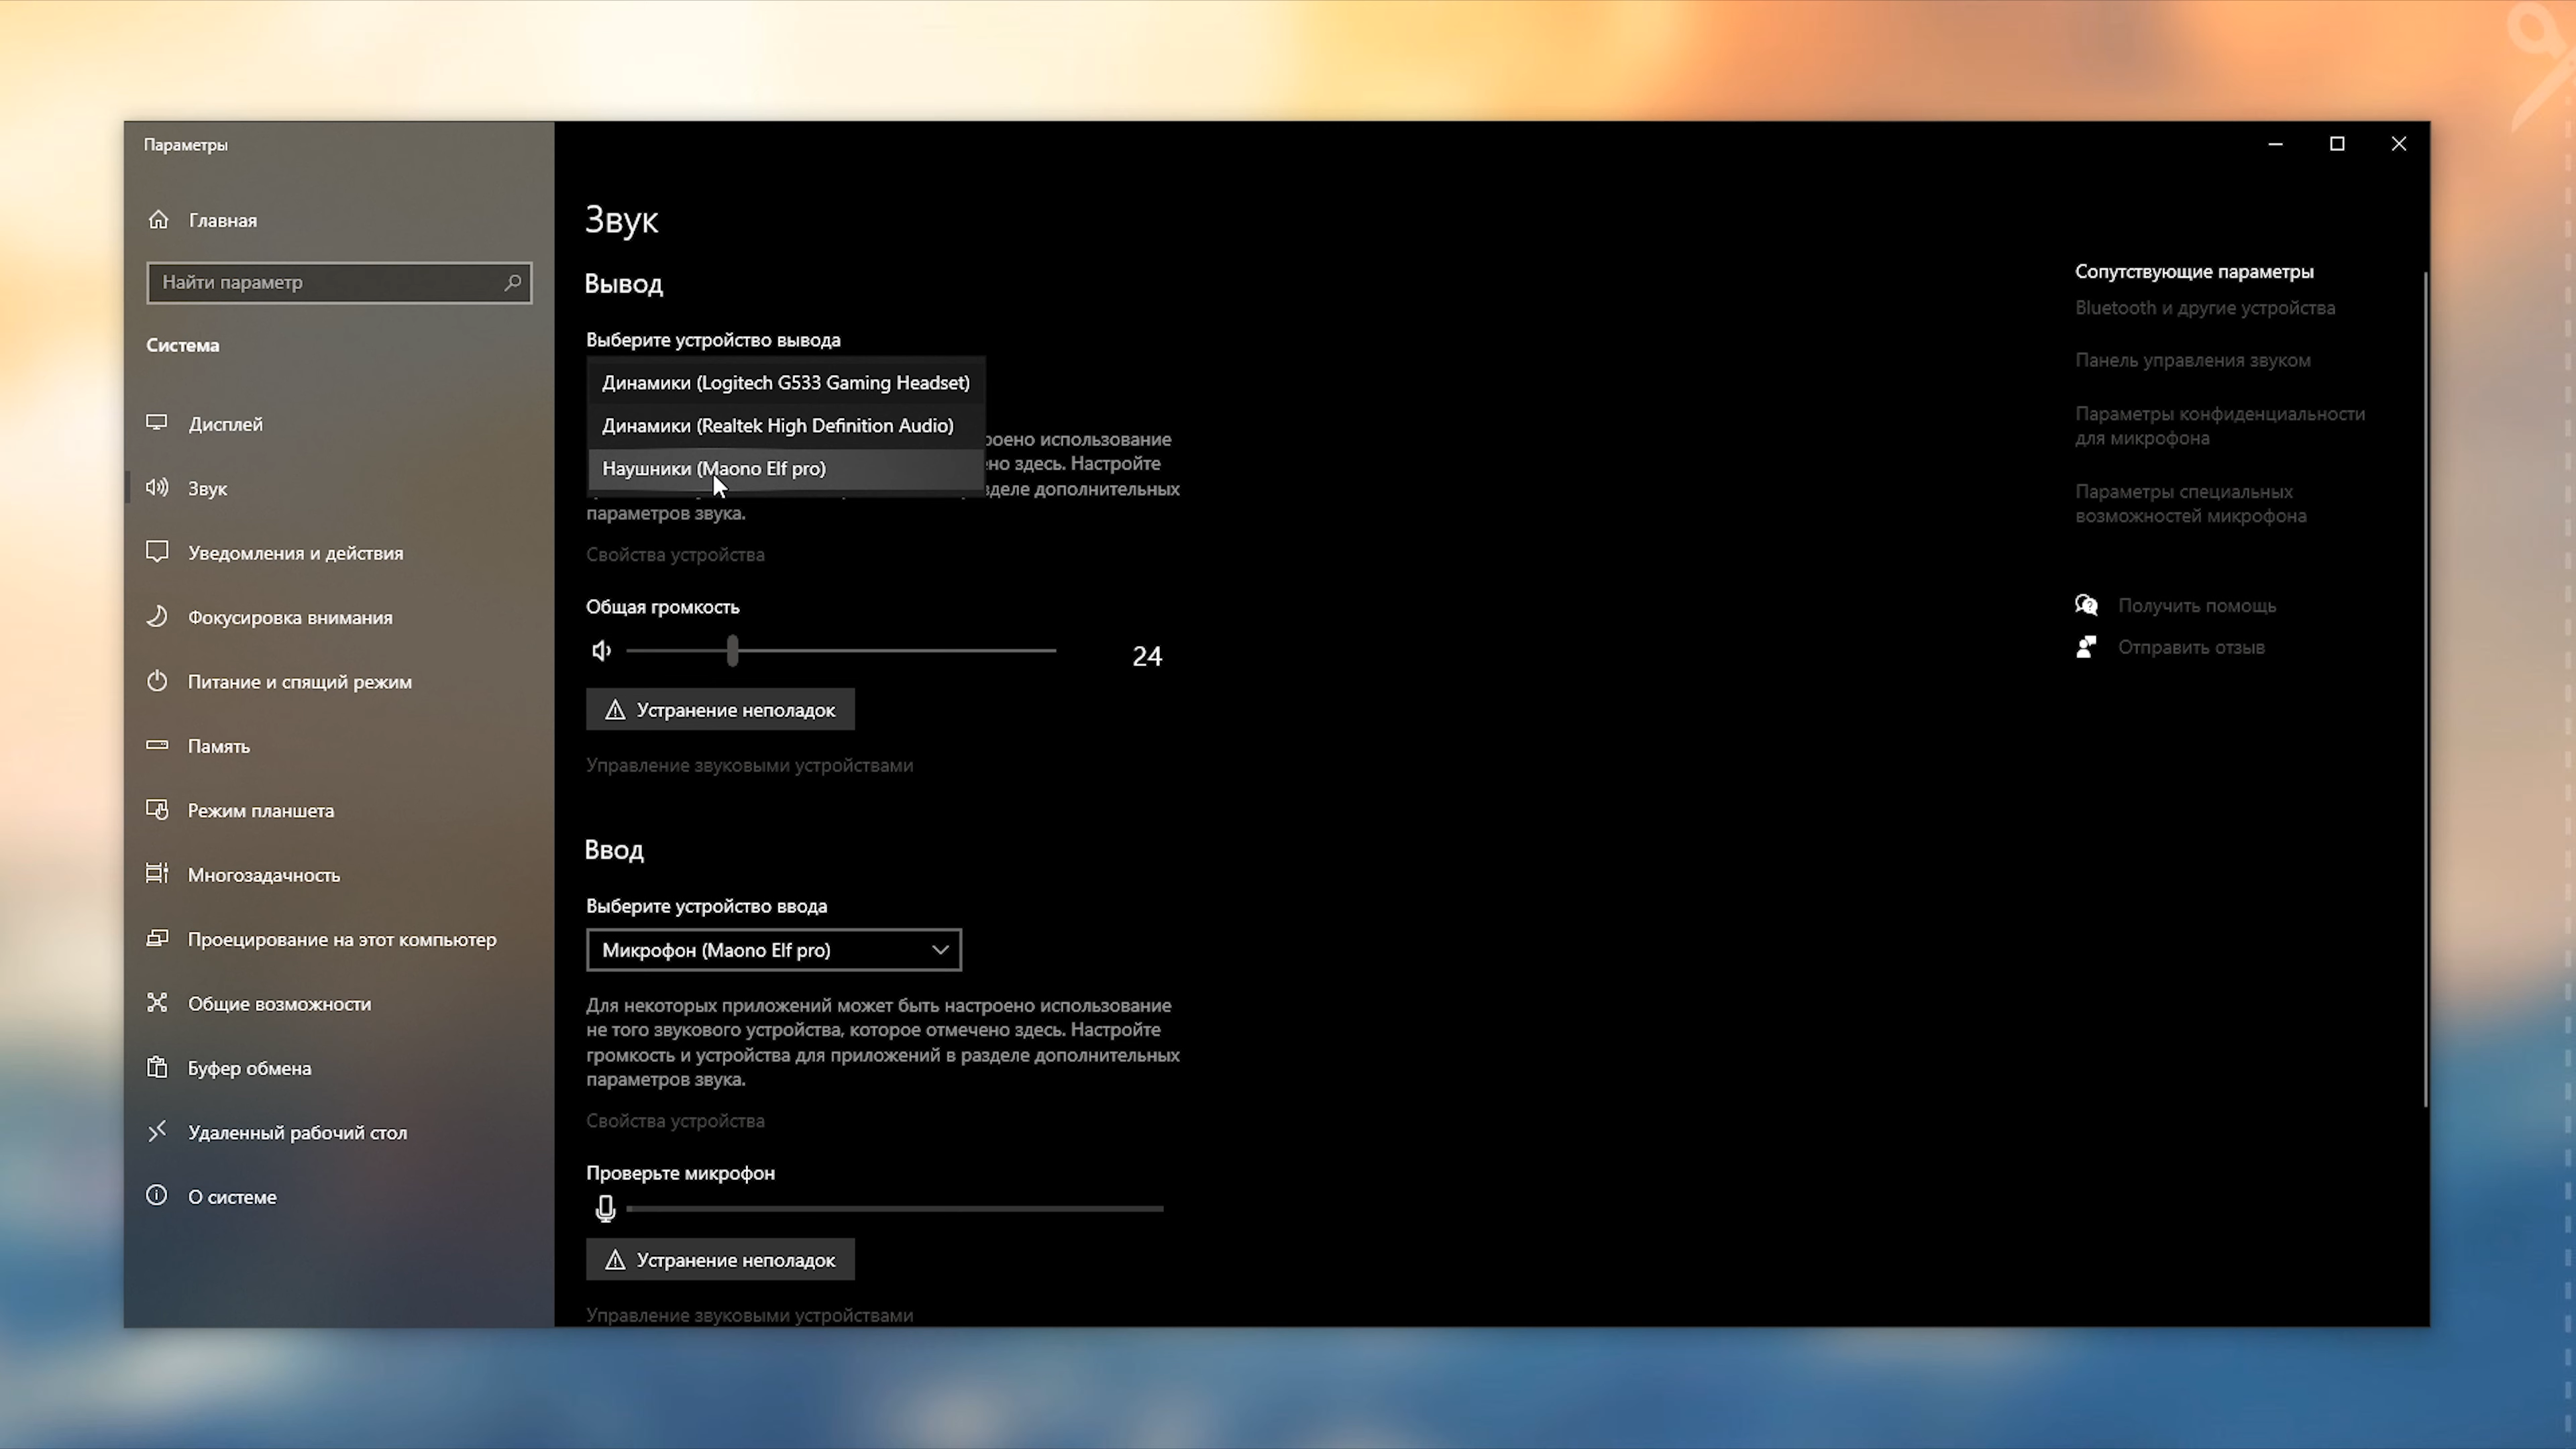 Параметры
Главная
Найти параметр
Система
Дисплей
Звук
Уведомления и действия
Фокусировка внимания
Питание и спящий режим
Память
Режим планшета
Многозадачность
Проецирование на этот компьютер
Общие возможности
Буфер обмена
Удаленный рабочий стол
О системе
Звук
Вывод
Выберите устройство вывода
Динамики (Logitech G533 Gaming Headset)
Динамики (Realtek High Definition Audio)
Наушники (Maono Elf pro)
использование
здесь. Настройте
дополнительных
параметров звука.
Свойства устройства
Общая громкость
24
Устранение неполадок
Управление звуковыми устройствами
Ввод
Выберите устройство ввода
Микрофон (Maono Elf pro)
Для некоторых приложений может быть настроено использование
не того звукового устройства, которое отмечено здесь. Настройте
громкость и устройства для приложений в разделе дополнительных
параметров звука.
Свойства устройства
Проверьте микрофон
Устранение неполадок
Управление звуковыми устройствами
Сопутствующие параметры
Bluetooth и другие устройства
Панель управления звуком
Параметры конфиденциальности
для микрофона
Параметры специальных
возможностей микрофона
Получить помощь
Отправить отзыв